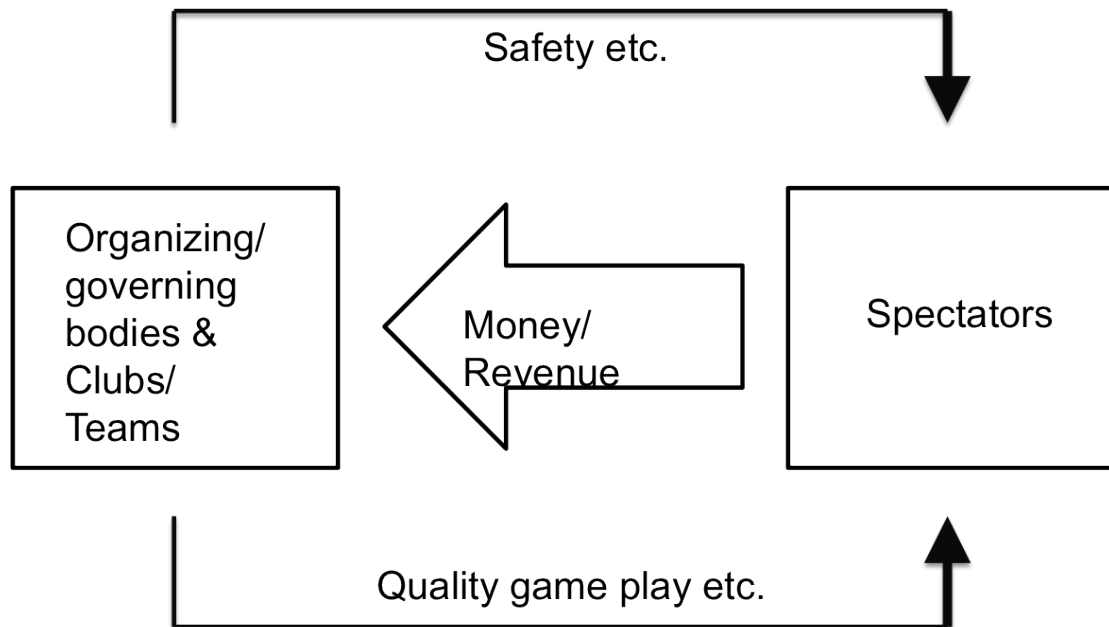 Safety etc.
Organizing/
governing
bodies &
Clubs/
Teams
Money/
Revenue
Spectators
Quality game play etc.